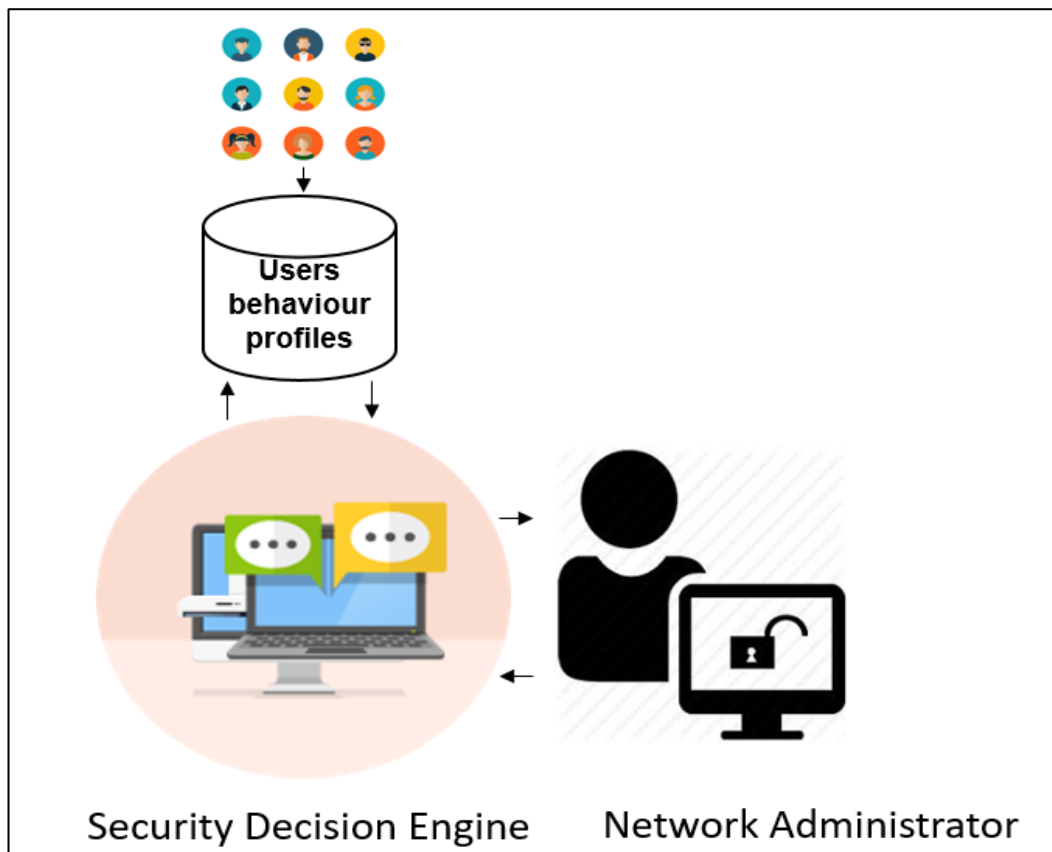 Users
behaviour
profiles
Security Decision Engine
Network Administrator